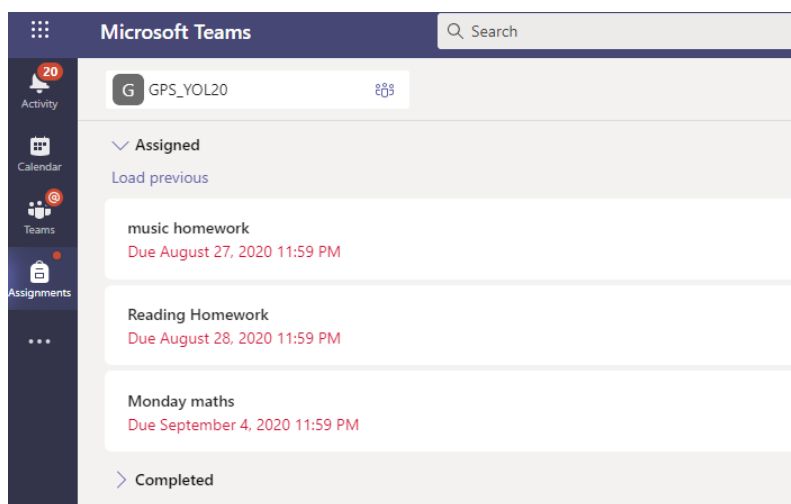 Microsoft Teams
Search
20
Activity
Calendar
@
Teams
Assignments
G GPS_YOL20
Assigned
Load previous
music homework
Due August 27, 2020 11:59 PM
Reading Homework
Due August 28, 2020 11:59 PM
Monday maths
Due September 4, 2020 11:59 PM
Completed